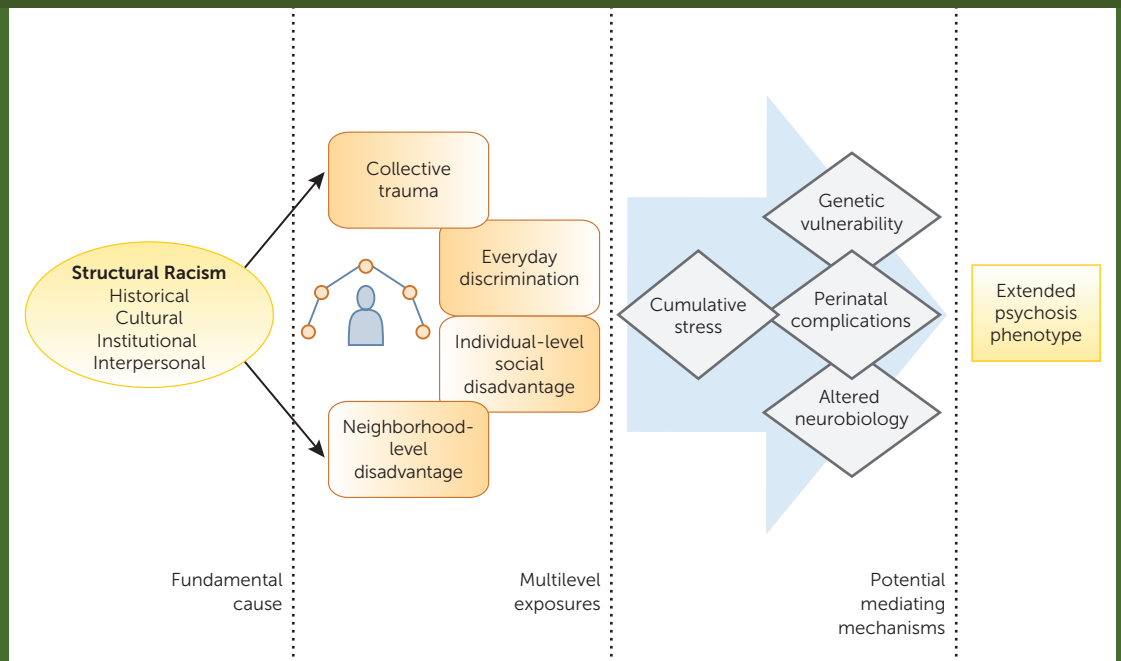 Structural Racism
Historical
Cultural
Institutional
Interpersonal
Fundamental
cause
Collective
trauma
Everyday
discrimination
Individual-level
social
disadvantage
Neighborhood-
level
disadvantage
Multilevel
exposures
Cumulative
stress
Genetic
vulnerability
Perinatal
complications
Altered
neurobiology
Potential
mediating
mechanisms
Extended
psychosis
phenotype